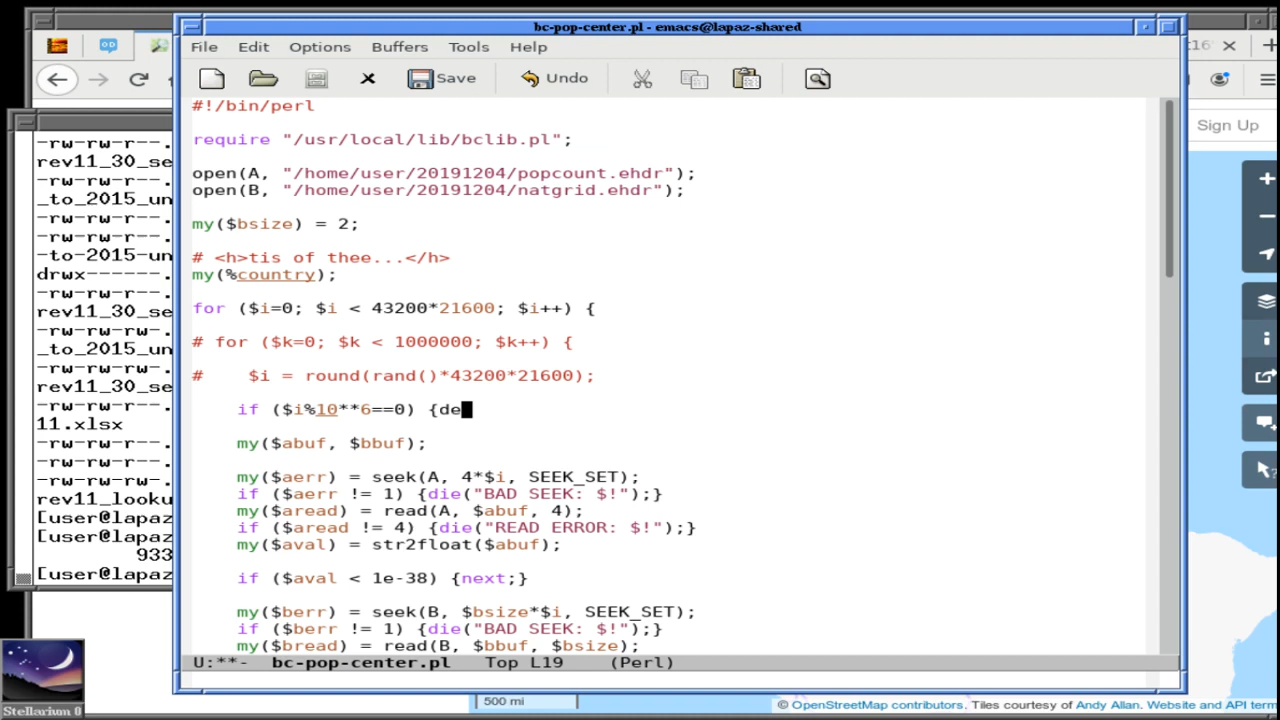 bc-pop-center.pl - emacs@lapaz-shared
File Edit Options Buffers Tools Help
Save Undo
#!/bin/perl
require "/usr/local/lib/bclib.pl";
open(A, "/home/user/20191204/popcount.ehdr");
open(B, "/home/user/20191204/natgrid.ehdr");
my($bsize) = 2;
# <h>tis of thee...</h>
my(%country);
for ($i=0; $i < 43200*21600; $i++) {
# for ($k=0; $k < 1000000; $k++) {
#    $i = round(rand()*43200*21600);
if ($i%10**6==0) {de
my($abuf, $bbuf);
my($aerr) = seek(A, 4*$i, SEEK_SET);
if ($aerr != 1) {die("BAD SEEK: $!");}
my($aread) = read(A, $abuf, 4);
if ($aread != 4) {die("READ ERROR: $!");}
my($aval) = str2float($abuf);
if ($aval < 1e-38) {next;}
my($berr) = seek(B, $bsize*$i, SEEK_SET);
if ($berr != 1) {die("BAD SEEK: $!");}
my($bread) = read(B, $bbuf, $bsize);
U:**-  bc-pop-center.pl   Top L19   (Perl)
-rw-rw-r--.
rev11_30_se
-rw-rw-r--.
_to_2015_un
-rw-rw-r--.
-rw-rw-r--.
-to-2015-un
drwx------.
-rw-rw-r--.
rev11_30_se
-rw-rw-rw-.
_to_2015_un
-rw-rw-r--.
rev11_30_se
-rw-rw-r--.
11.xlsx
-rw-rw-r--.
-rw-rw-r--.
-rw-rw-rw-.
rev11_looku
[user@lapaz
[user@lapaz
933
[user@lapaz
Sign Up
500 mi
© OpenStreetMap contributors. Tiles courtesy of Andy Allan. Website and API term
Stellarium 0